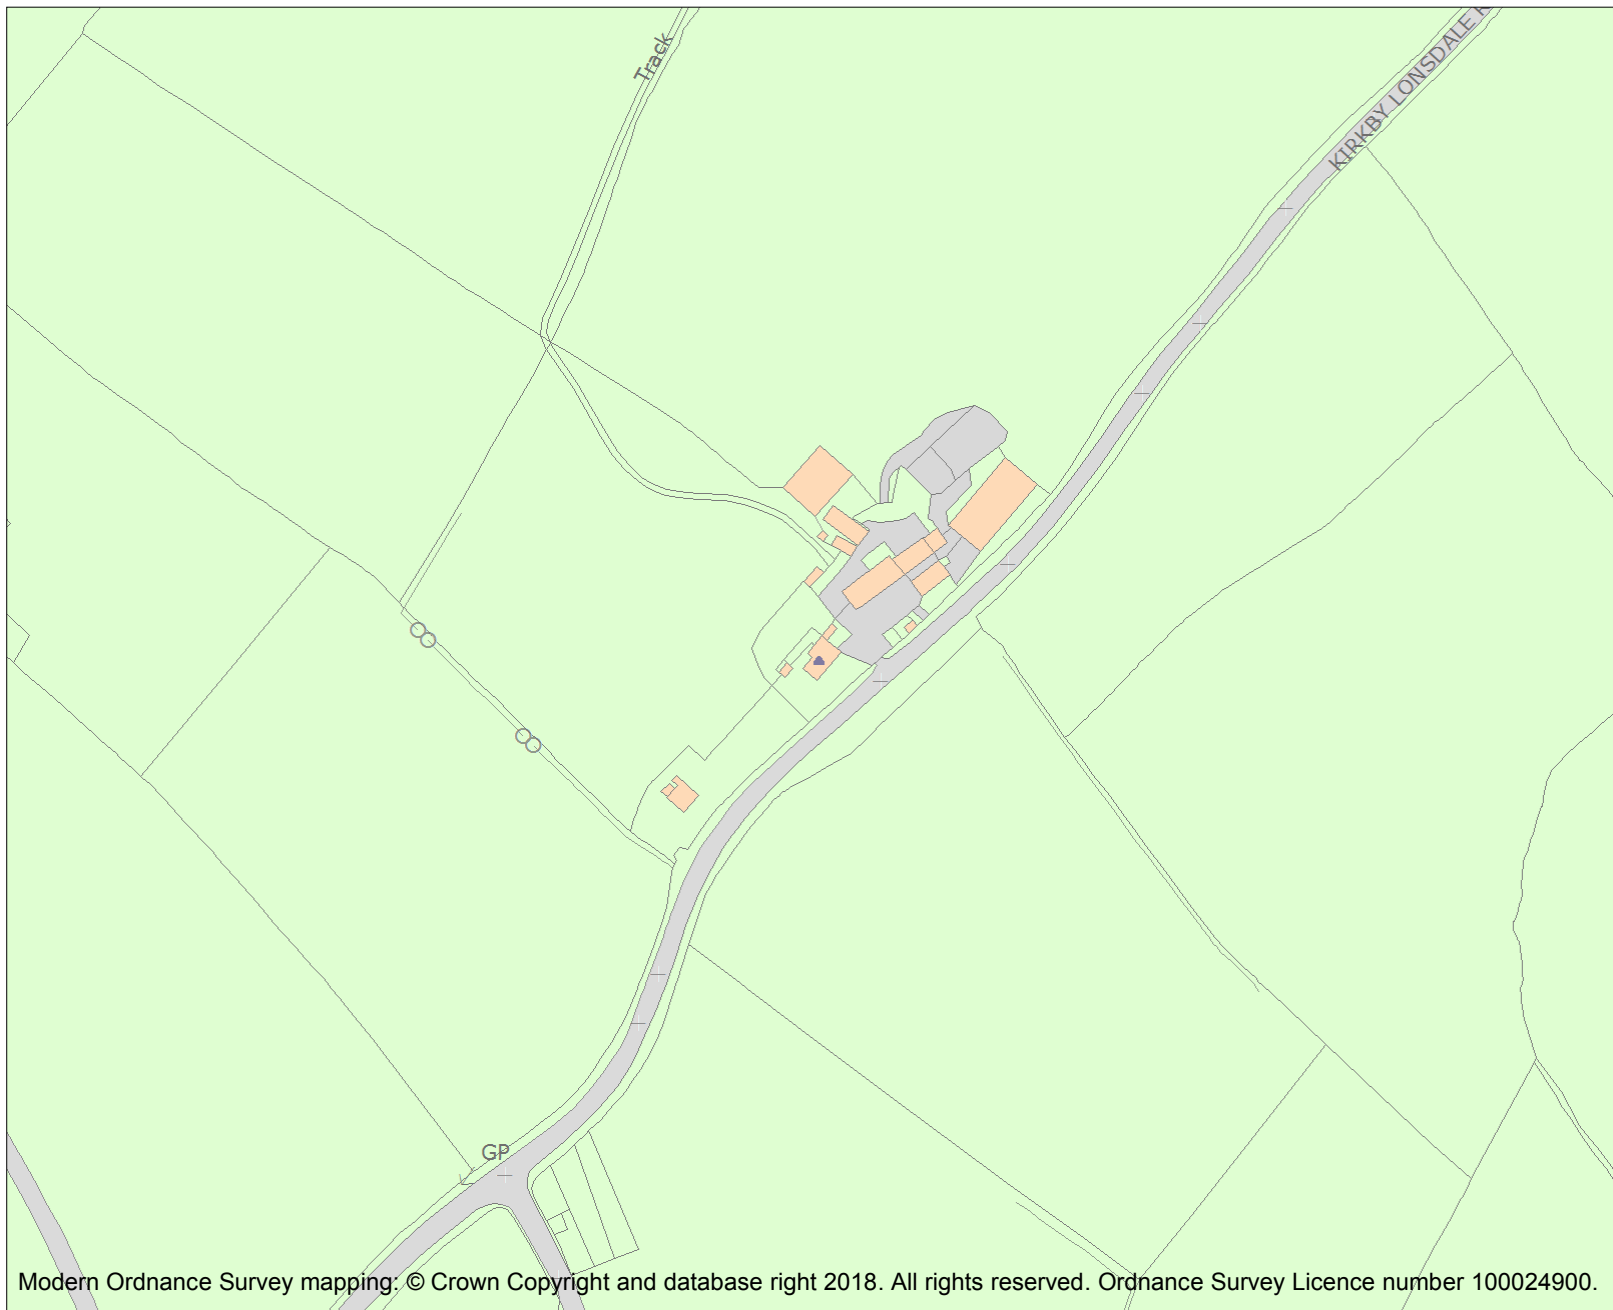 Track
KIRKBY LONSDALE
GP
Modern Ordnance Survey mapping: © Crown Copyright and database right 2018. All rights reserved. Ordnance Survey Licence number 100024900.